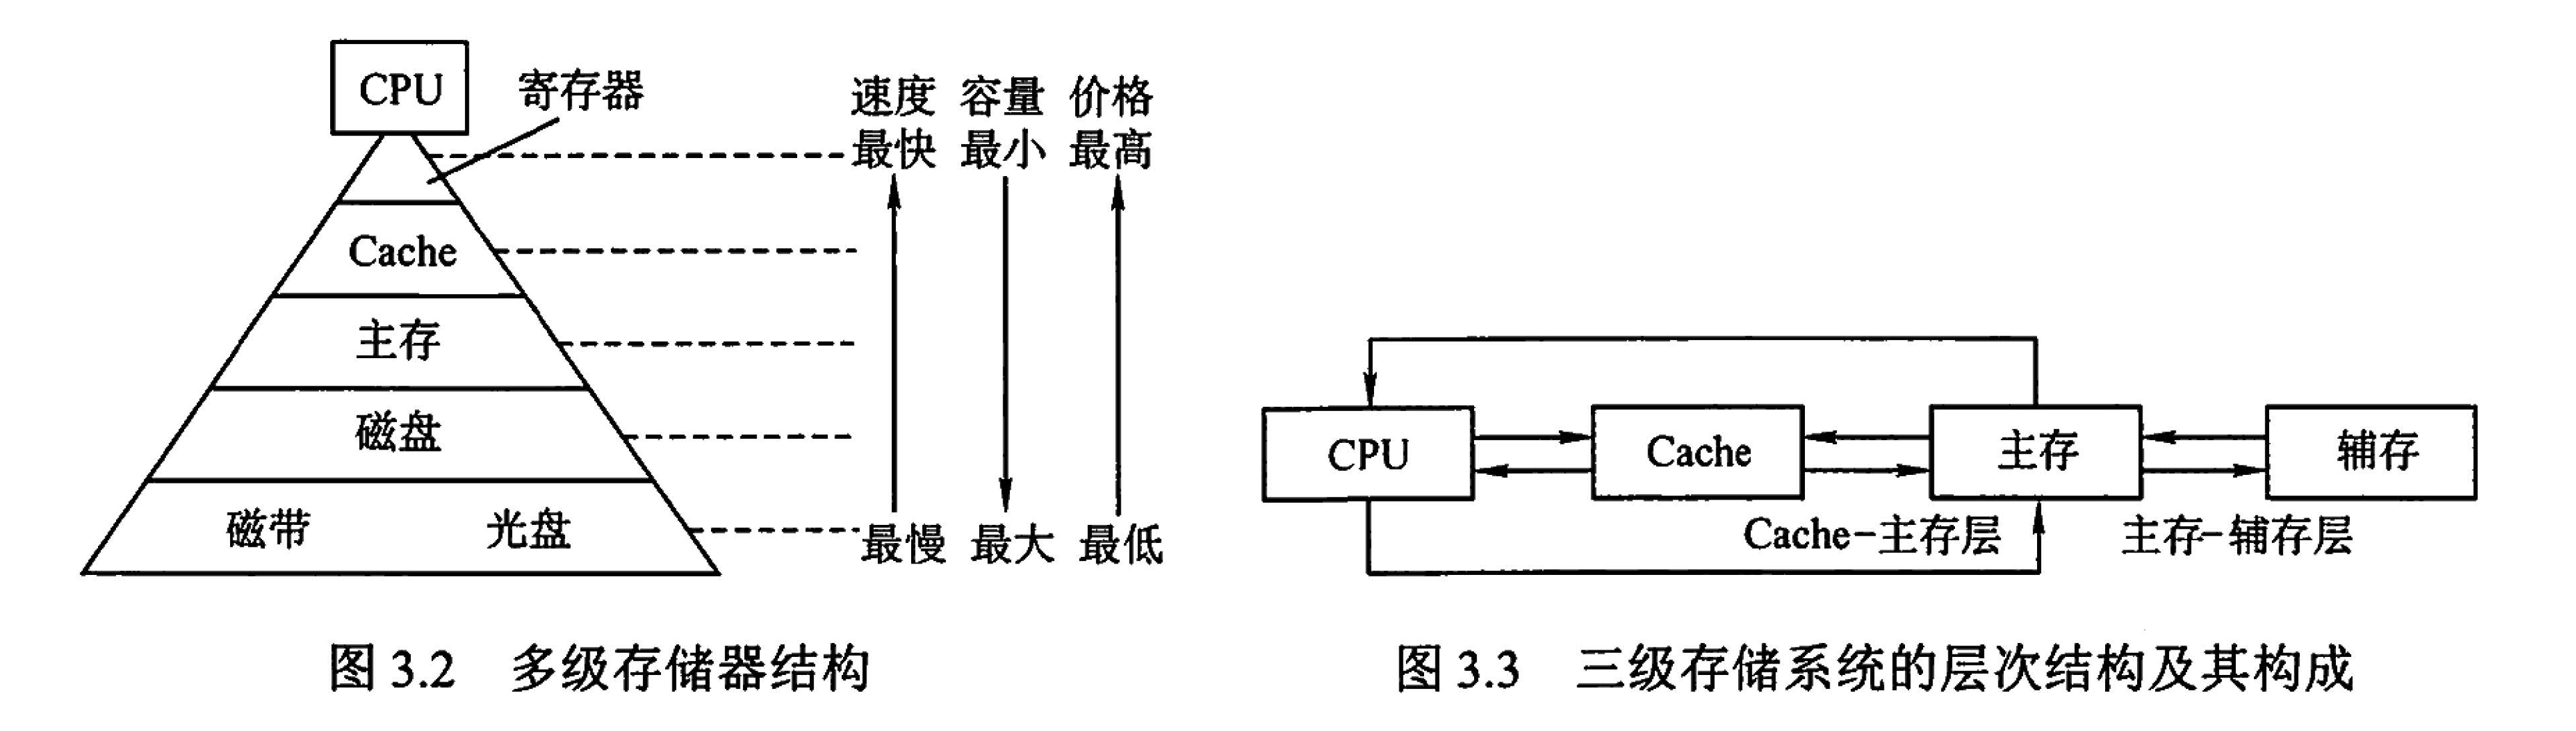 CPU
寄存器
速度 容量 价格
最快 最小 最高
Cache
主存
磁盘
磁带 光盘
最慢 最大 最低
图 3.2 多级存储器结构
CPU
Cache
主存
辅存
Cache-主存层
主存-辅存层
图 3.3 三级存储系统的层次结构及其构成